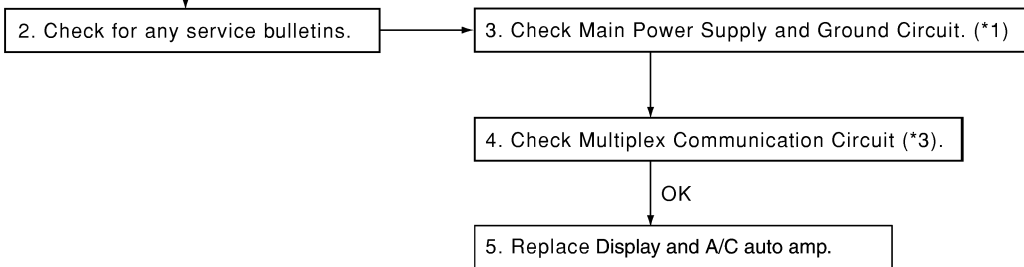 2. Check for any service bulletins.
3. Check Main Power Supply and Ground Circuit. (*1)
4. Check Multiplex Communication Circuit (*3).
OK
5. Replace Display and A/C auto amp.